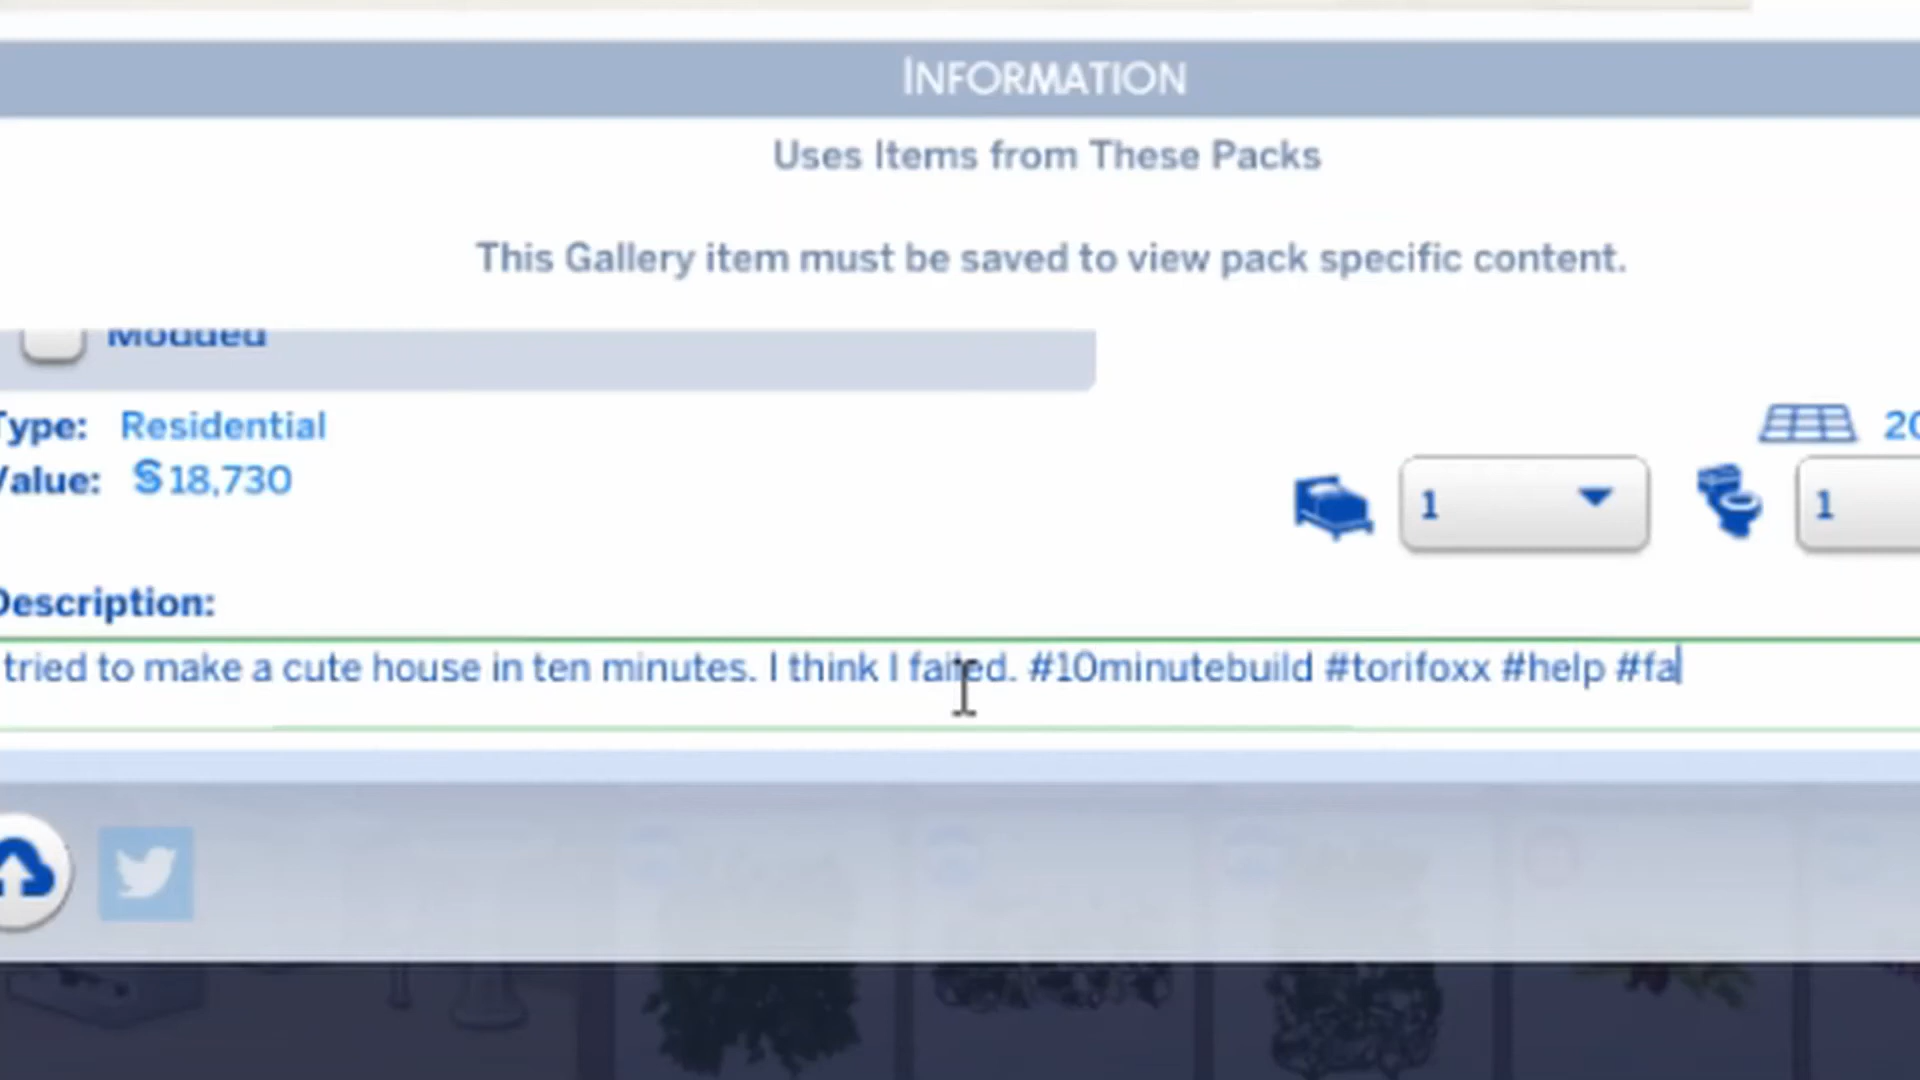 INFORMATION
Uses Items from These Packs
This Gallery item must be saved to view pack specific content.
Modded
Type: Residential
20
Value: §18,730
1
1
Description:
tried to make a cute house in ten minutes. I think I failed. #10minutebuild #torifoxx #help #fa